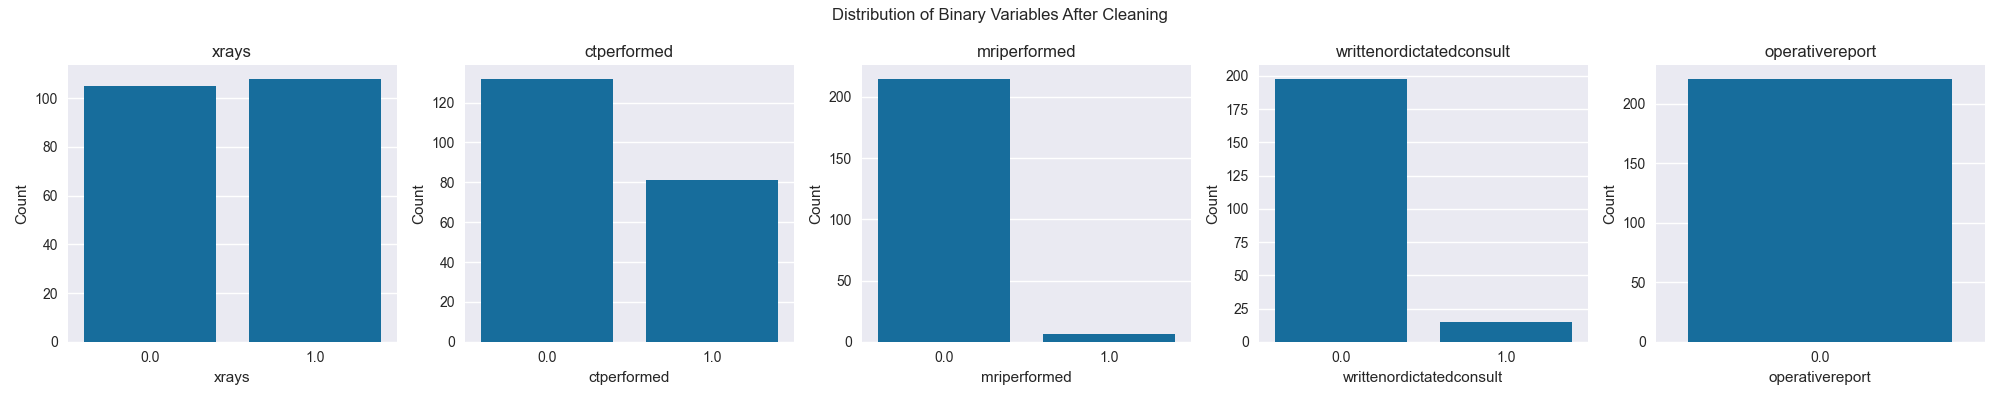 Distribution of Binary Variables After Cleaning
xrays
Count
100
80
60
40
20
0
0.0 1.0
xrays
ctperformed
Count
120
100
80
60
40
20
0
0.0 1.0
ctperformed
mriperformed
Count
200
150
100
50
0
0.0 1.0
mriperformed
writtenordictatedconsult
Count
200
175
150
125
100
75
50
25
0
0.0 1.0
writtenordictatedconsult
operativereport
Count
200
150
100
50
0
0.0
operativereport